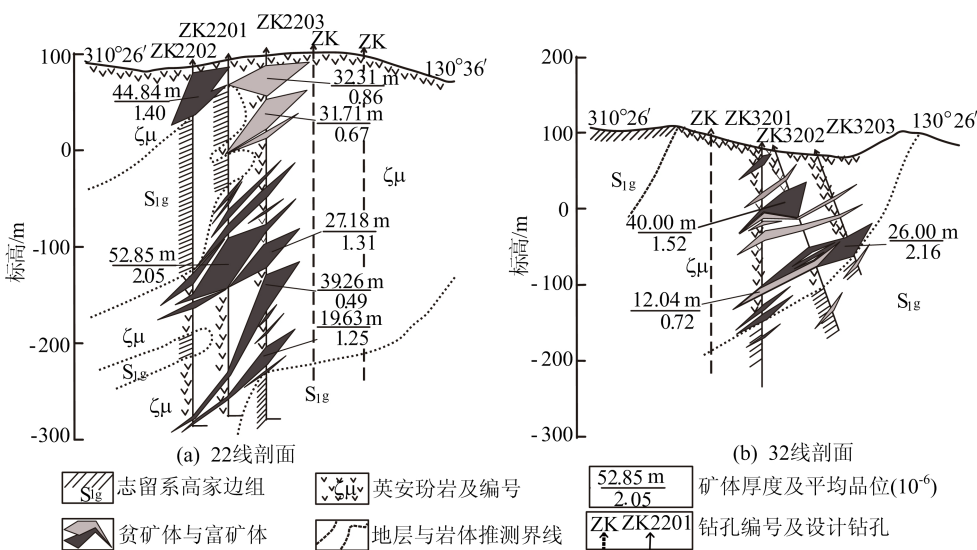 ZK2203
ZK2201
ZK2202
ZK
ZK
310°26′
130°36′
100
0
-100
-200
-300
标高/m
44.84 m
1.40
3231 m
0.86
31.71 m
0.67
ζμ
ζμ
S1g
27.18 m
1.31
52.85 m
2.05
3926 m
0.49
19.63 m
1.25
ζμ
S1g
S1g
ζμ
(a) 22线剖面
200
100
0
- 100
- 200
- 300
标高/m
310°26′
130°26′
ZK
ZK3201
ZK3202
ZK3203
S1g
40.00 m
1.52
26.00 m
2.16
ζμ
12.04 m
0.72
S1g
(b) 32线剖面
S1g 志留系高家边组
ζμ 英安玢岩及编号
52.85 m
2.05
矿体厚度及平均品位(10-6)
贫矿体与富矿体
地层与岩体推测界线
ZK ZK2201 钻孔编号及设计钻孔